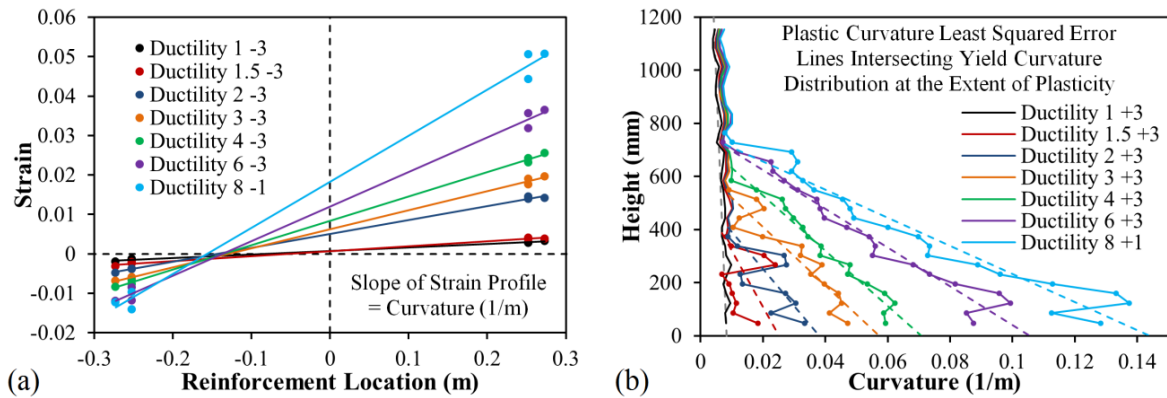 0.06
0.05
0.04
0.03
0.02
0.01
0
-0.01
-0.02
Strain
Ductility 1 -3
Ductility 1.5 -3
Ductility 2 -3
Ductility 3 -3
Ductility 4 -3
Ductility 6 -3
Ductility 8 -1
Slope of Strain Profile
= Curvature (1/m)
-0.3 -0.2 -0.1 0 0.1 0.2 0.3
(a)
Reinforcement Location (m)
1200
1000
800
600
400
200
0
Height (mm)
Plastic Curvature Least Squared Error
Lines Intersecting Yield Curvature
Distribution at the Extent of Plasticity
Ductility 1 +3
Ductility 1.5 +3
Ductility 2 +3
Ductility 3 +3
Ductility 4 +3
Ductility 6 +3
Ductility 8 +1
0 0.02 0.04 0.06 0.08 0.1 0.12 0.14
(b)
Curvature (1/m)